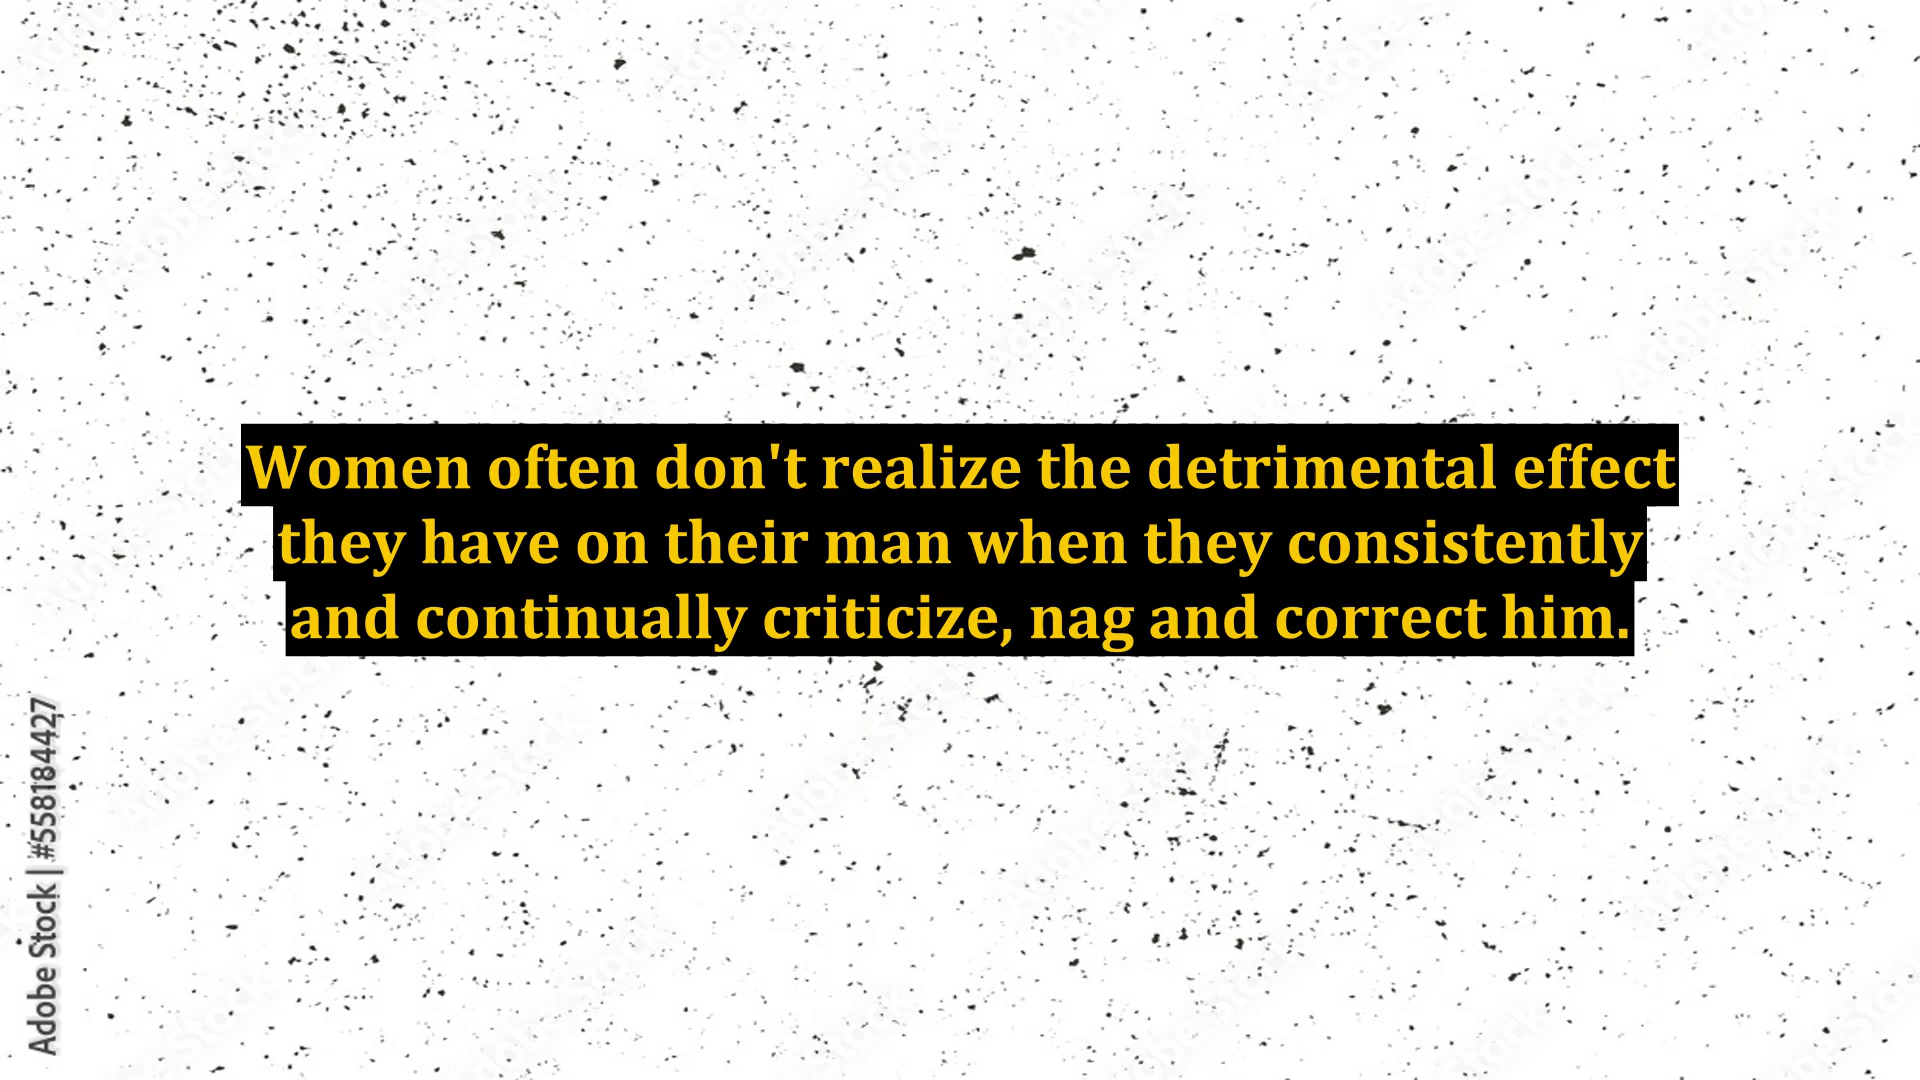 Women often don't realize the detrimental effect
they have on their man when they consistently
and continually criticize, nag and correct him.
Adobe Stock | #558184427